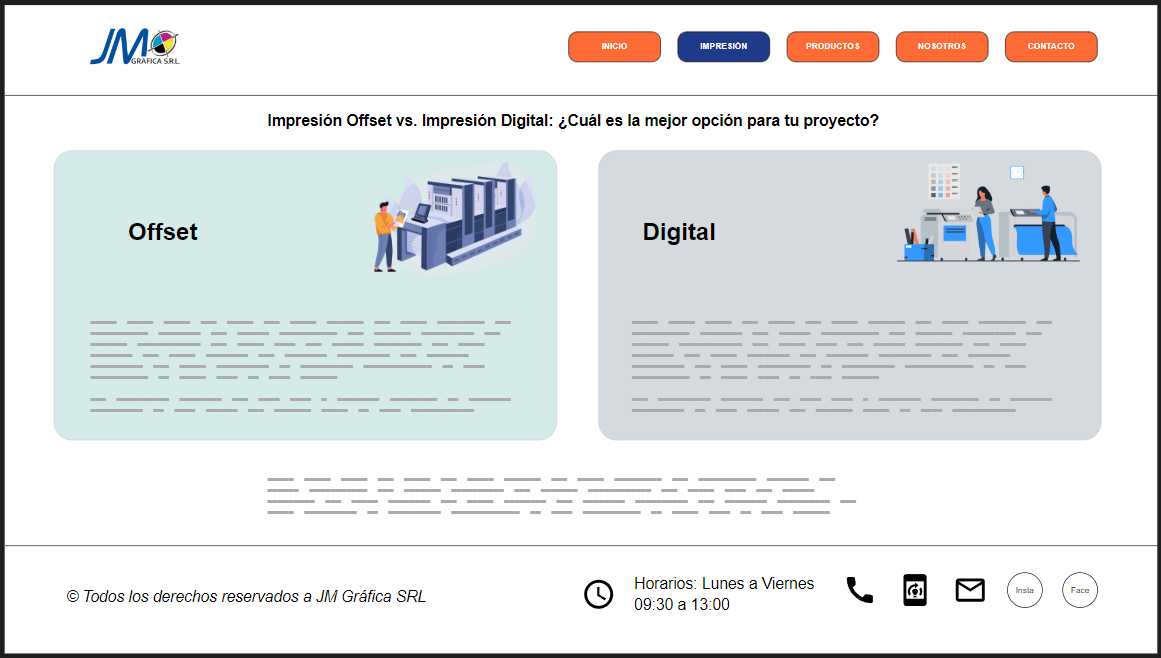 JM
GRAFICA S.R.L.
INICIO
IMPRESIÓN
PRODUCTOS
NOSOTROS
CONTACTO
Impresión Offset vs. Impresión Digital: ¿Cuál es la mejor opción para tu proyecto?
Offset
Digital
© Todos los derechos reservados a JM Gráfica SRL
Horarios: Lunes a Viernes
09:30 a 13:00
Insta
Face